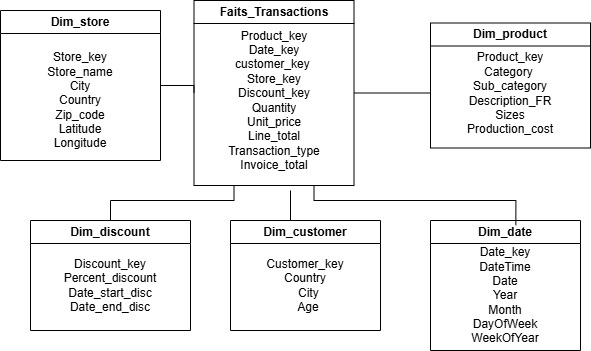 Dim_store
Store_key
Store_name
City
Country
Zip_code
Latitude
Longitude
Faits_Transactions
Product_key
Date_key
customer_key
Store_key
Discount_key
Quantity
Unit_price
Line_total
Transaction_type
Invoice_total
Dim_product
Product_key
Category
Sub_category
Description_FR
Sizes
Production_cost
Dim_discount
Discount_key
Percent_discount
Date_start_disc
Date_end_disc
Dim_customer
Customer_key
Country
City
Age
Dim_date
Date_key
DateTime
Date
Year
Month
DayOfWeek
WeekOfYear